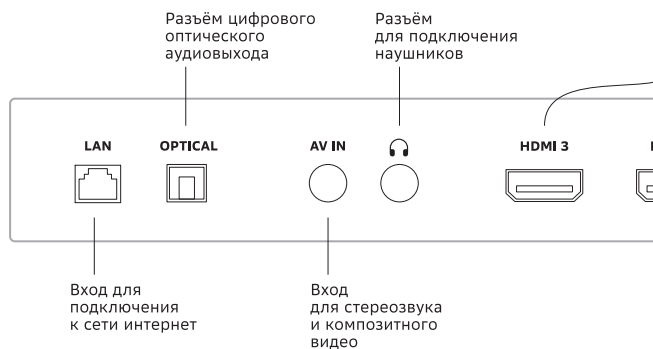 Разъём цифрового
оптического
аудиовыхода
Разъём
для подключения
наушников
LAN
OPTICAL
AV IN
HDMI 3
Вход для
подключения
к сети интернет
Вход
для стереозвука
и композитного
видео